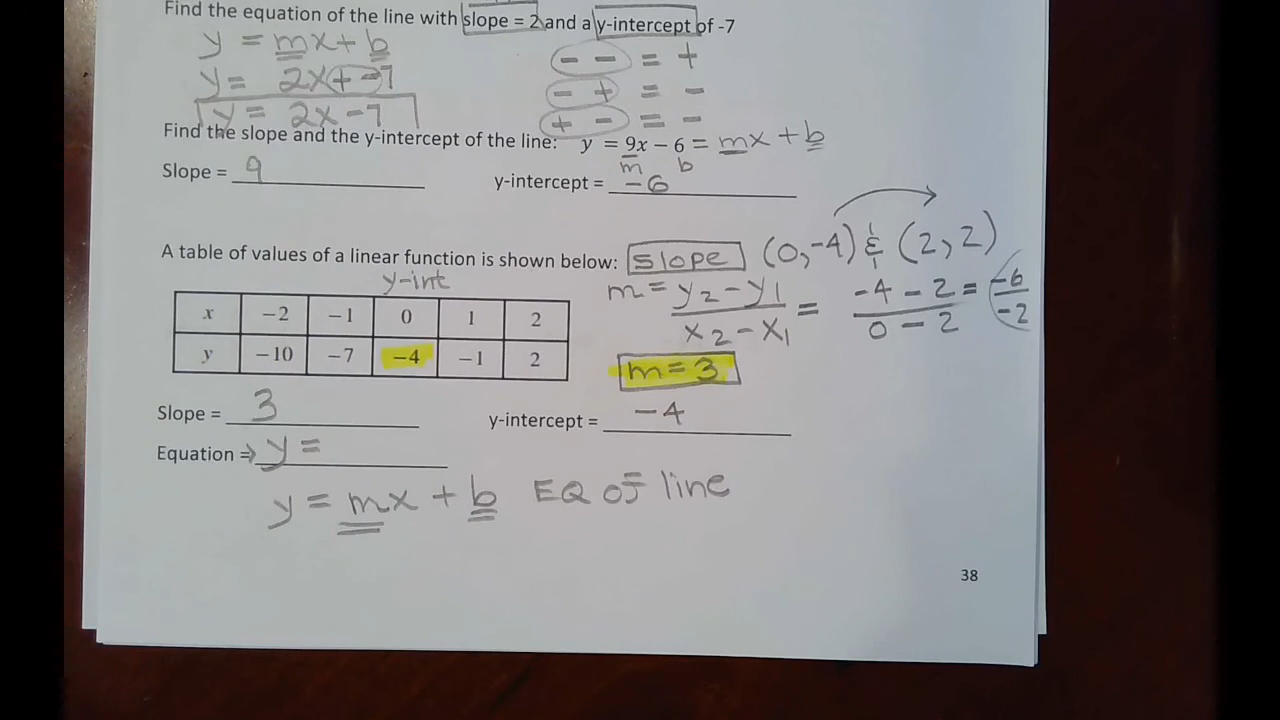 Find the equation of the line with slope = 2 and a y-intercept of -7
y = mx + b
y = 2x + -7
y = 2x - 7
- - = +
- + = -
+ - = -
Find the slope and the y-intercept of the line: y = 9x − 6 = mx + b
m b
Slope = 9 y-intercept = -6
A table of values of a linear function is shown below: slope (0,-4) & (2,2)
y-int
x −2 −1 0 1 2
y −10 −7 −4 −1 2
m = y2 - y1 / x2 - x1 = -4 - 2 / 0 - 2 = -6 / -2
m = 3
Slope = 3 y-intercept = -4
Equation ⇒ y =
y = mx + b EQ of line
38